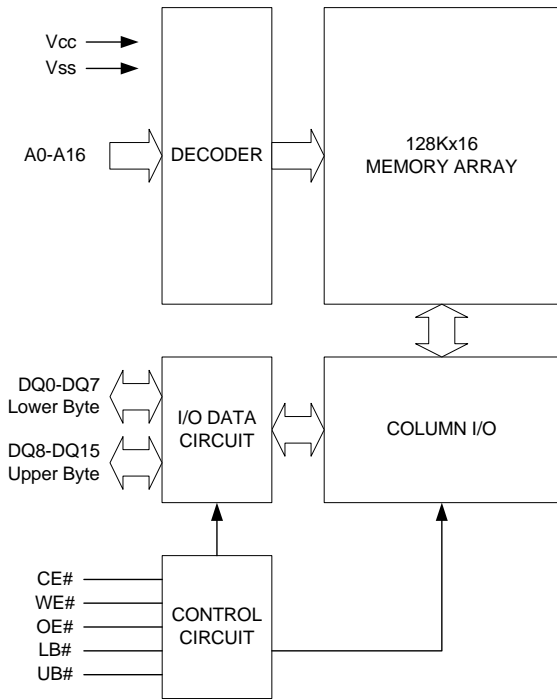 Vcc
Vss
A0-A16
DECODER
128Kx16
MEMORY ARRAY
DQ0-DQ7
Lower Byte
DQ8-DQ15
Upper Byte
I/O DATA
CIRCUIT
COLUMN I/O
CE#
WE#
OE#
LB#
UB#
CONTROL
CIRCUIT